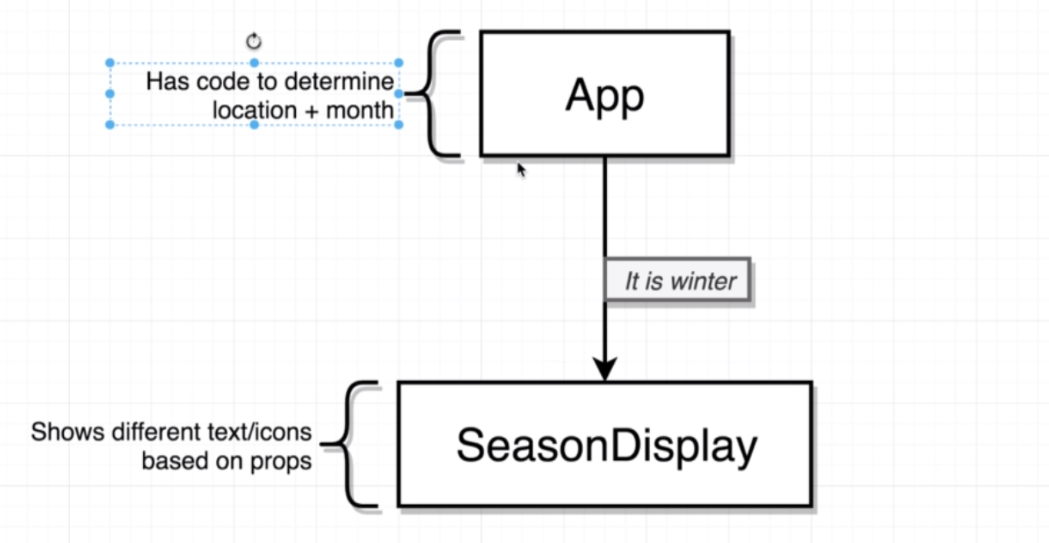 Has code to determine
location + month
App
It is winter
Shows different text/icons
based on props
SeasonDisplay